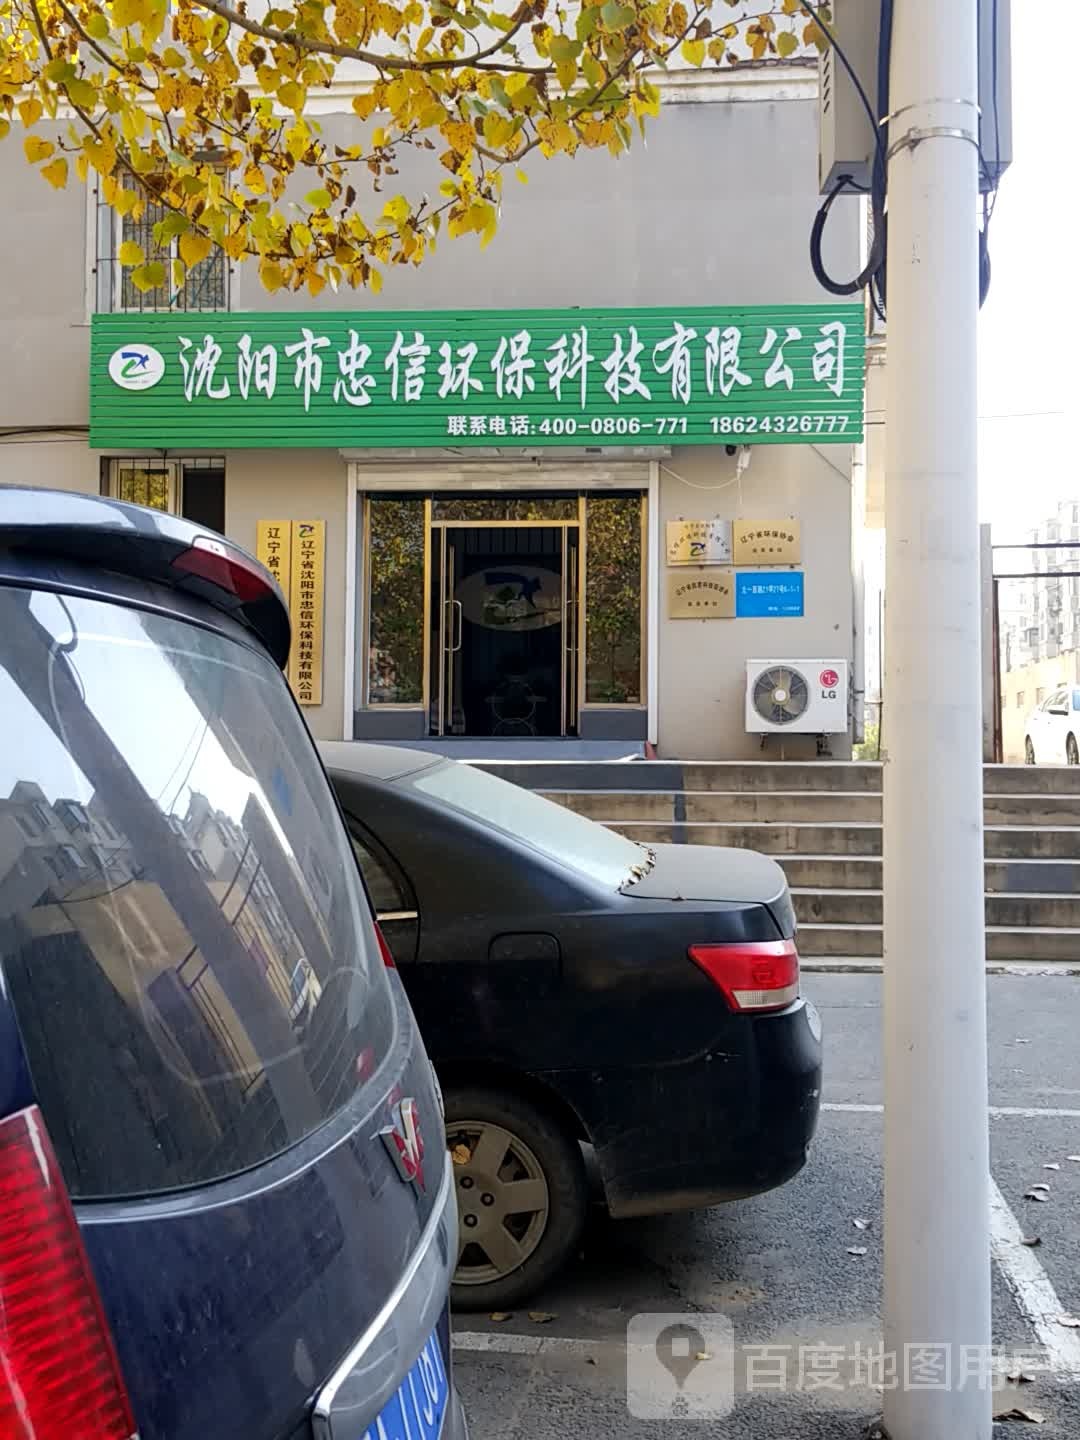 沈阳市忠信环保科技有限公司
联系电话:400-0806-771 18624326777
辽宁省沈
辽宁省沈阳市忠信环保科技有限公司
辽宁省环保协会
LG
百度地图用户